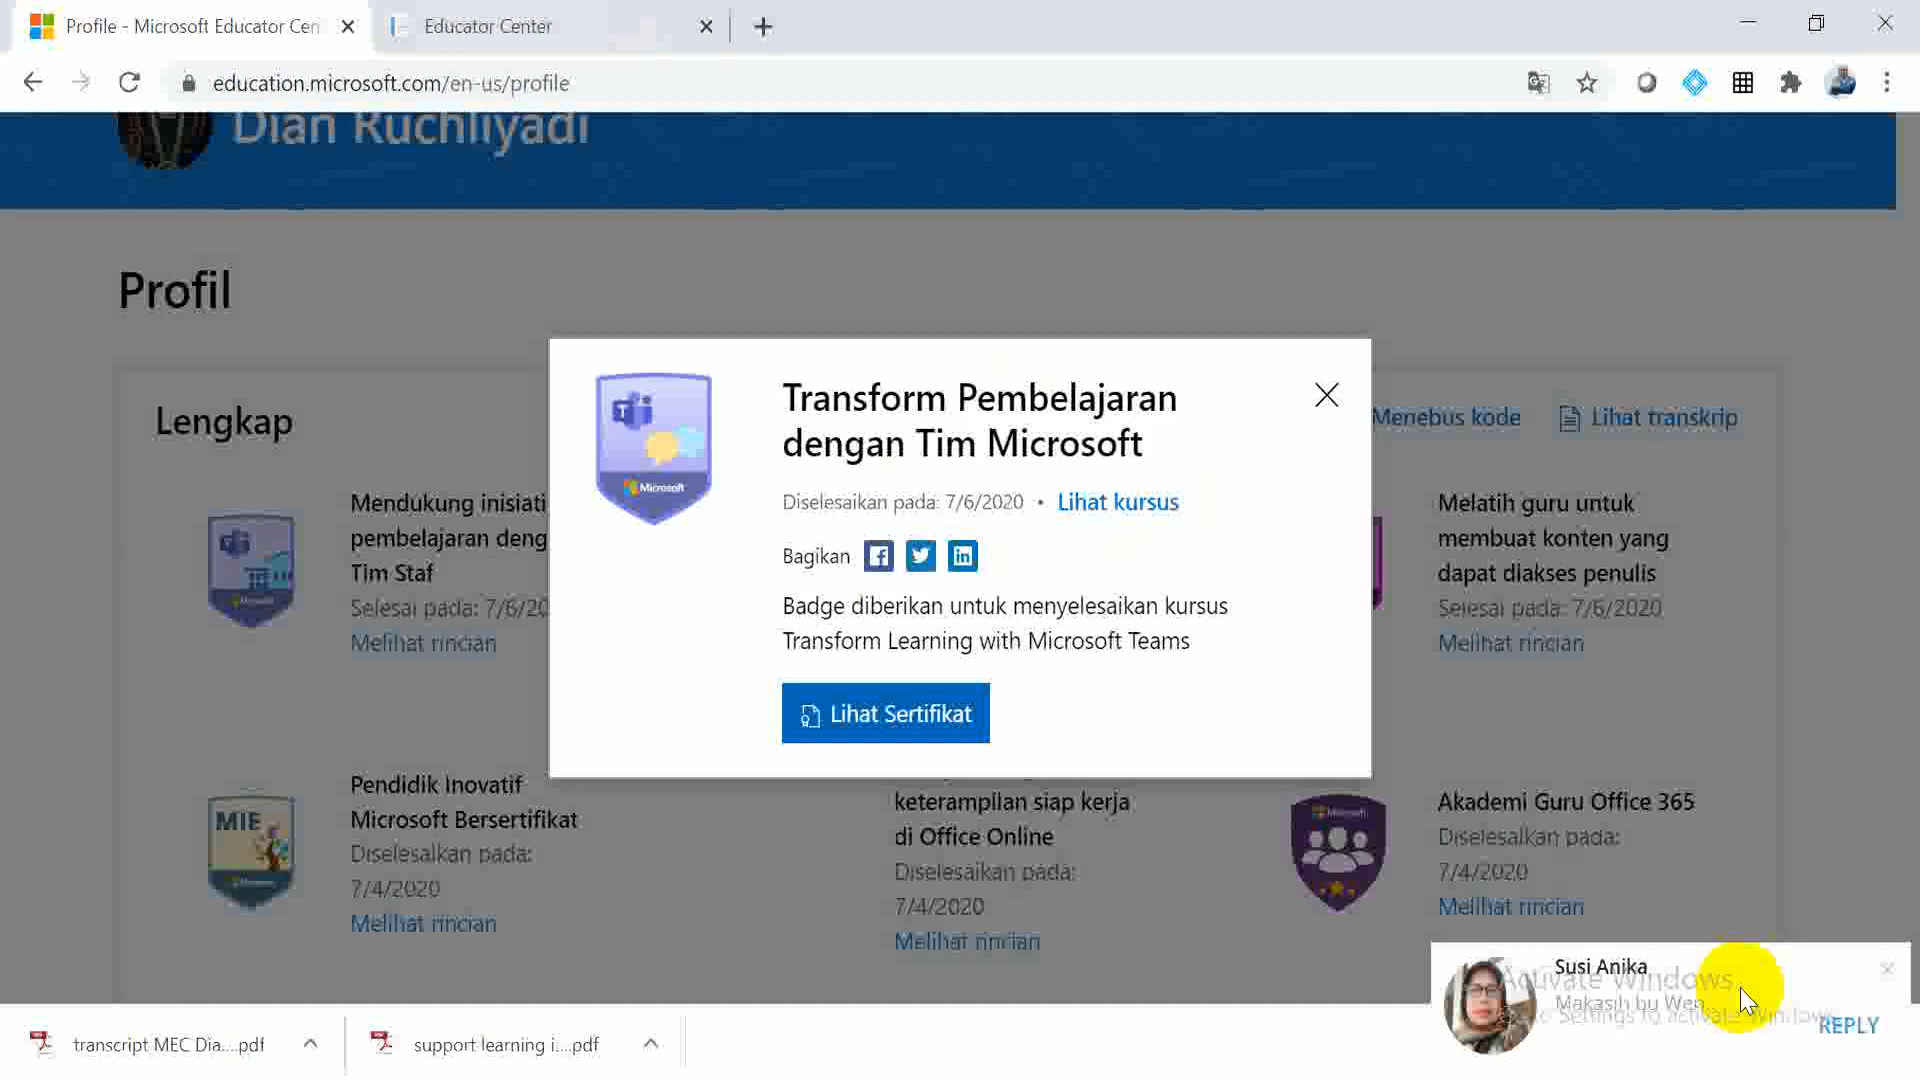 Profile - Microsoft Educator Cen
Educator Center
education.microsoft.com/en-us/profile
Dian Ruchliyadi
Profil
Lengkap
Menebus kode
Lihat transkrip
Transform Pembelajaran
dengan Tim Microsoft
Diselesaikan pada: 7/6/2020 • Lihat kursus
Bagikan
Badge diberikan untuk menyelesaikan kursus
Transform Learning with Microsoft Teams
Lihat Sertifikat
Microsoft
Mendukung inisiati
pembelajaran deng
Tim Staf
Selesai pada: 7/6/20
Melihat rincian
Melatih guru untuk
membuat konten yang
dapat diakses penulis
Selesai pada: 7/6/2020
Melihat rincian
MIE
Pendidik Inovatif
Microsoft Bersertifikat
Diselesaikan pada:
7/4/2020
Melihat rincian
keterampilan siap kerja
di Office Online
Diselesaikan pada:
7/4/2020
Melihat rincian
Microsoft
Akademi Guru Office 365
Diselesaikan pada:
7/4/2020
Melihat rincian
Susi Anika
Activate Windows
Makasih bu Wen
Settings to activate Windows
REPLY
transcript MEC Dia....pdf
support learning i....pdf